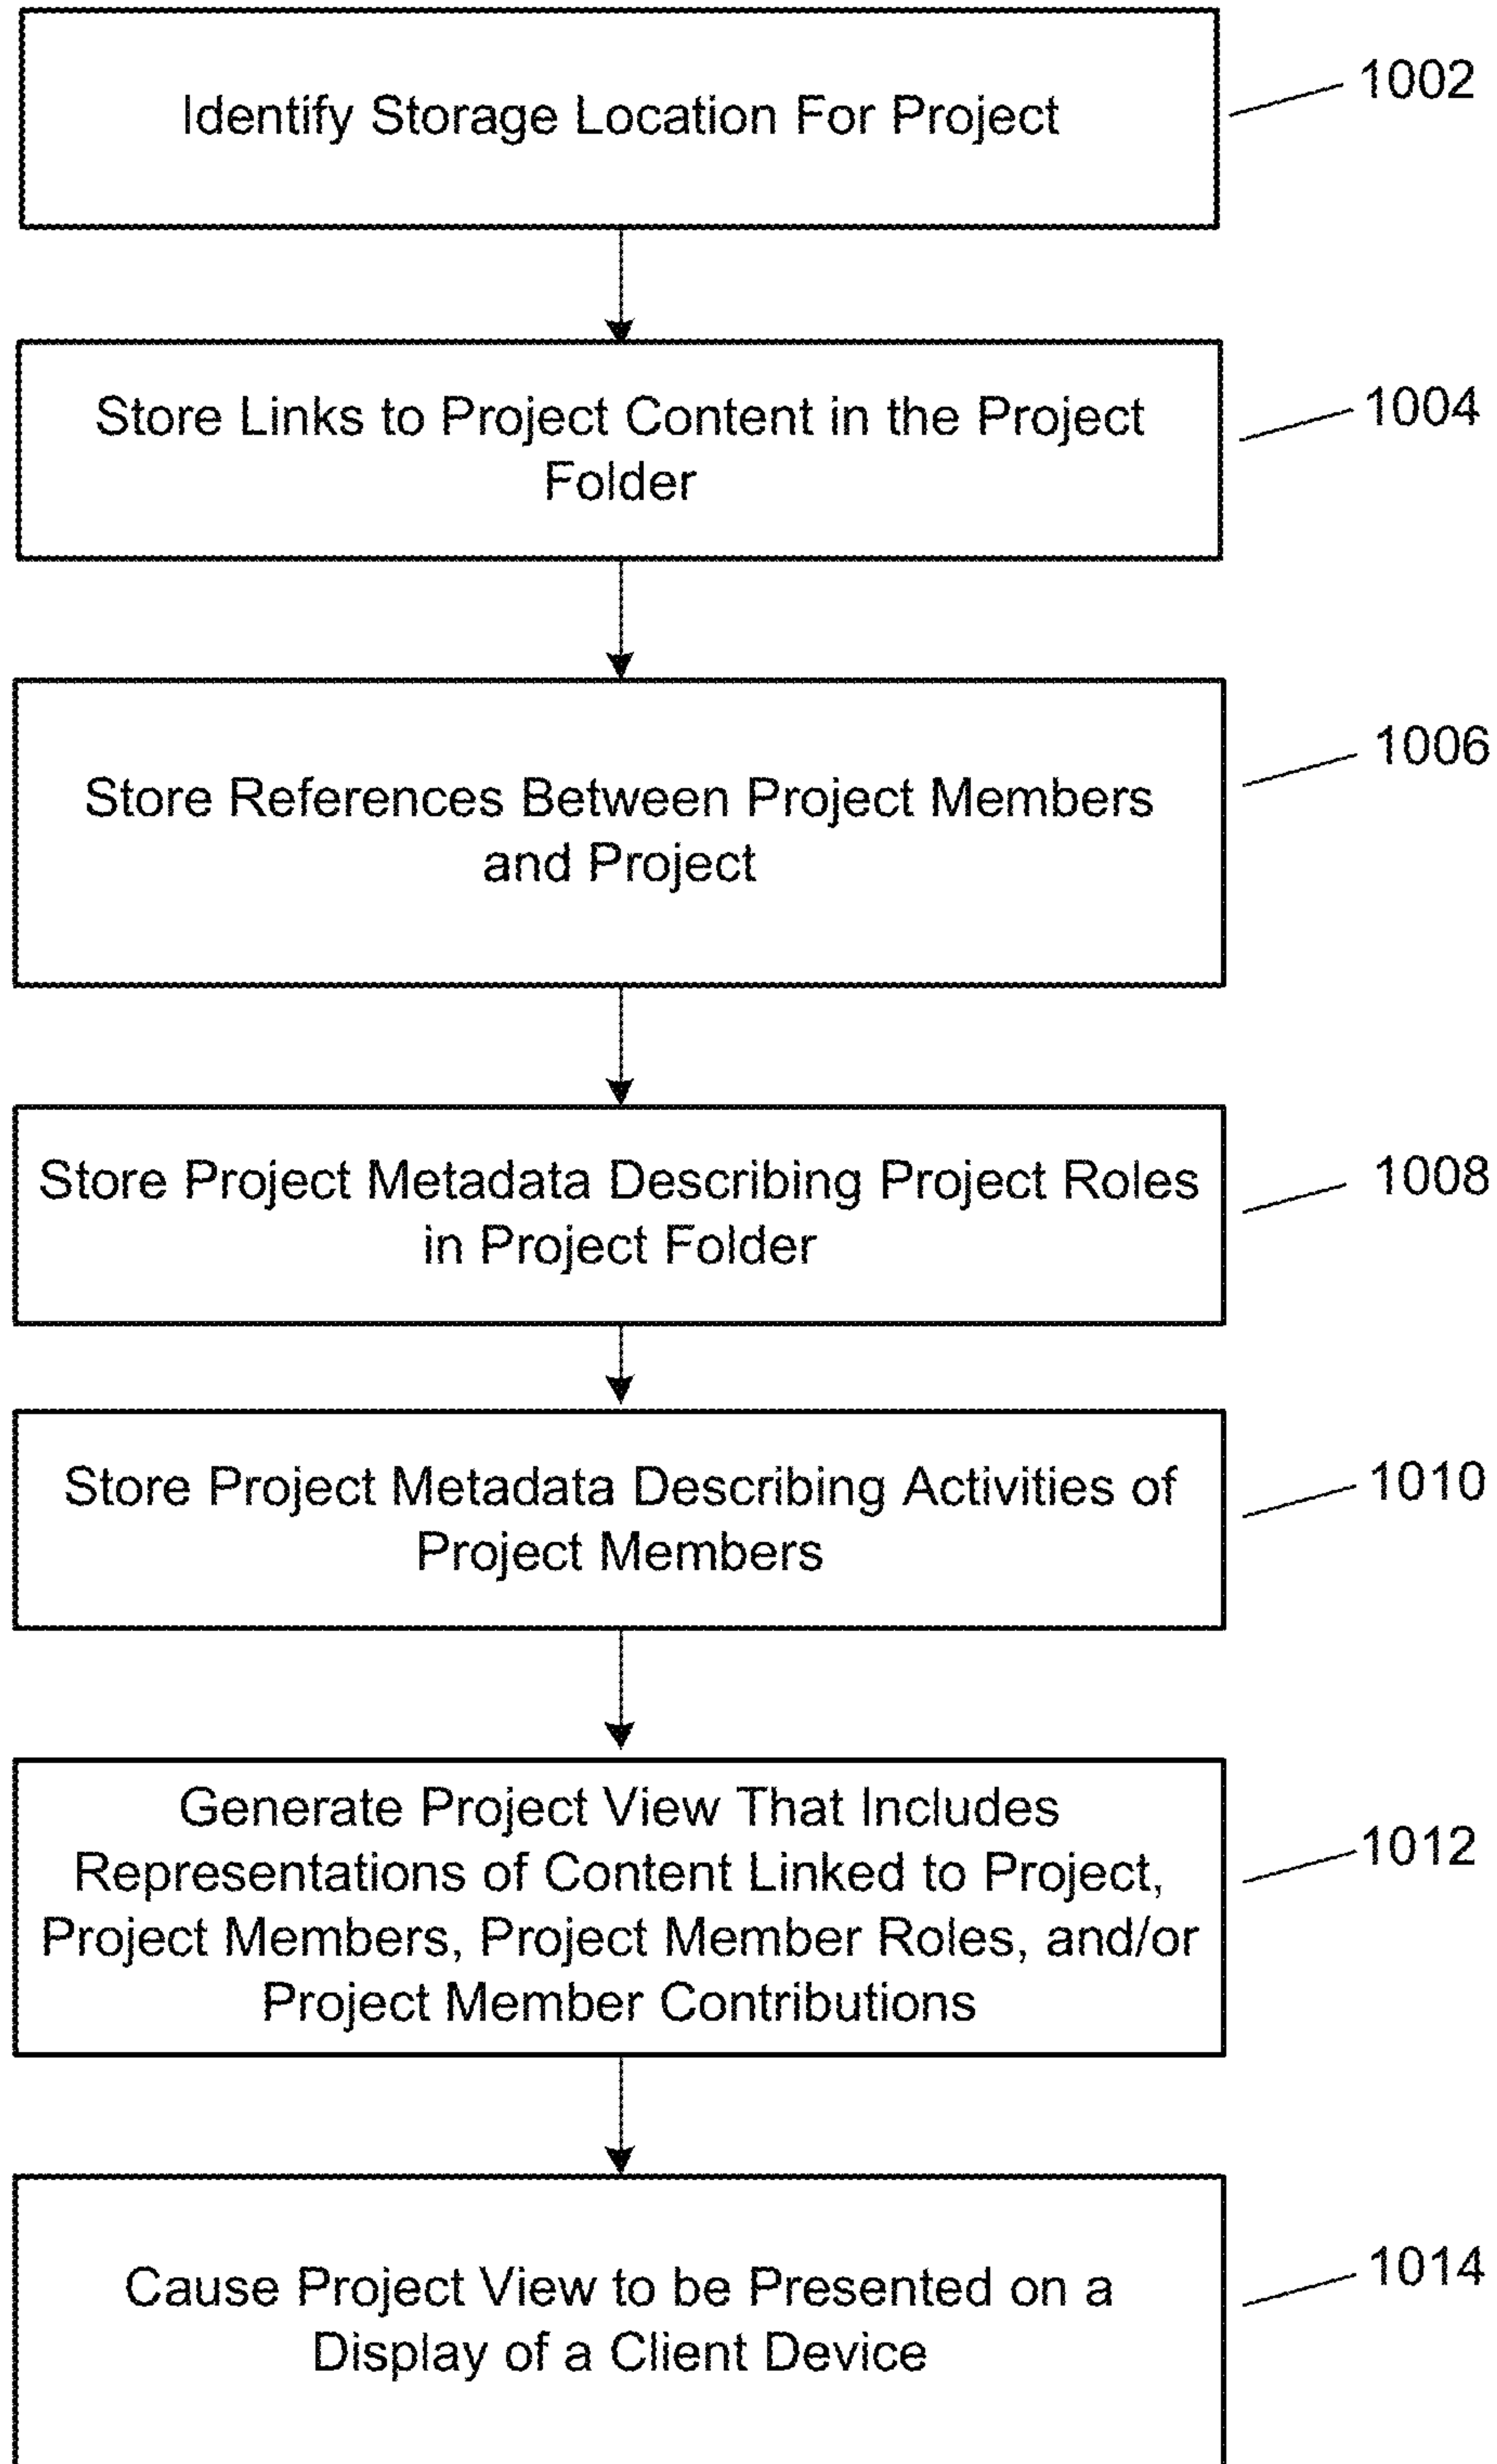 Identify Storage Location For Project
1002
Store Links to Project Content in the Project
Folder
1004
Store References Between Project Members
and Project
1006
Store Project Metadata Describing Project Roles
in Project Folder
1008
Store Project Metadata Describing Activities of
Project Members
1010
Generate Project View That Includes
Representations of Content Linked to Project,
Project Members, Project Member Roles, and/or
Project Member Contributions
1012
Cause Project View to be Presented on a
Display of a Client Device
1014